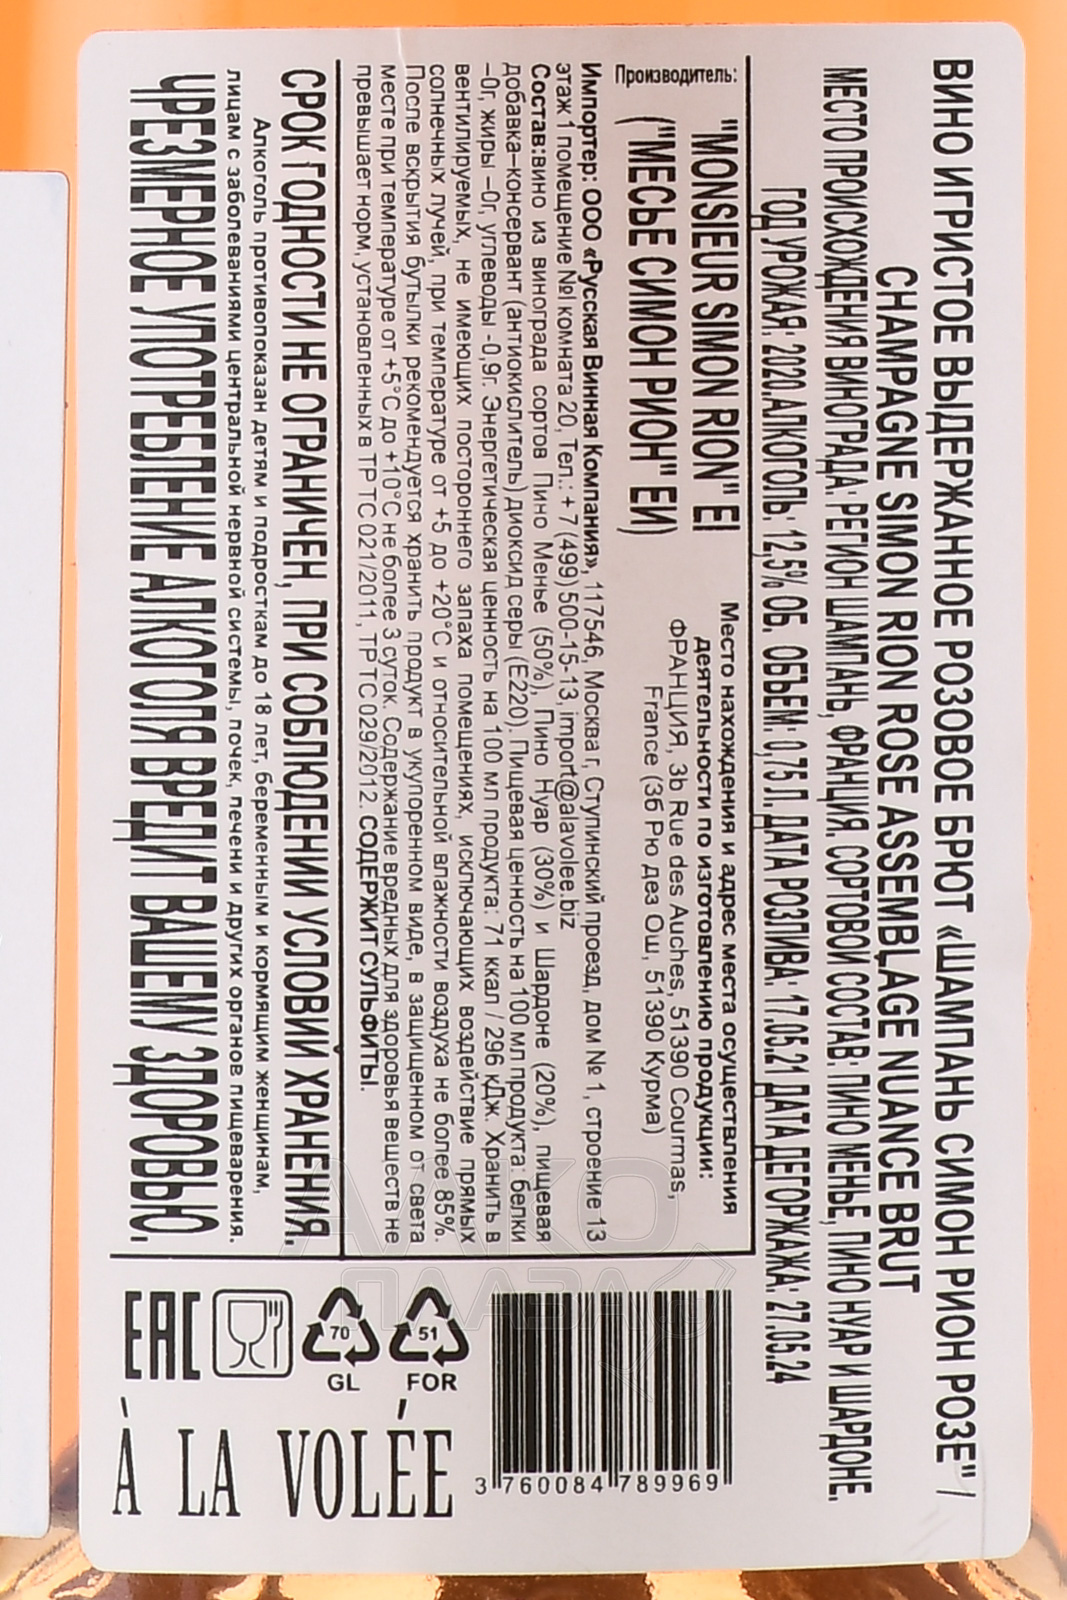 ВИНО ИГРИСТОЕ ВЫДЕРЖАННОЕ РОЗОВОЕ БРЮТ «ШАМПАНЬ СИМОН РИОН РОЗЕ" /
CHAMPAGNE SIMON RION ROSE ASSEMBLAGE NUANCE BRUT
МЕСТО ПРОИСХОЖДЕНИЯ ВИНОГРАДА: РЕГИОН ШАМПАНЬ, ФРАНЦИЯ. СОРТОВОЙ СОСТАВ: ПИНО МЕНЬЕ, ПИНО НУАР И ШАРДОНЕ.
ГОД УРОЖАЯ: 2020.АЛКОГОЛЬ: 12,5% ОБ. ОБЪЕМ: 0,75 Л. ДАТА РОЗЛИВА: 17.05.21 ДАТА ДЕГОРЖАЖА: 27.05.24
Производитель:
"MONSIEUR SIMON RION" EI
("МЕСЬЕ СИМОН РИОН" ЕИ)
Место нахождения и адрес места осуществления
деятельности по изготовлению продукции:
ФРАНЦИЯ, 3b Rue des Auches, 51390 Courmas,
France (3б Рю дез Ош, 51390 Курма)
Импортер: ООО «Русская Винная Компания», 117546, Москва г, Ступинский проезд, дом № 1, строение 13
этаж 1 помещение №I комната 20, Тел.: + 7(499) 500-15-13, import@alavolee.biz
Состав:вино из винограда сортов Пино Менье (50%), Пино Нуар (30%) и Шардоне (20%), пищевая
добавка–консервант (антиокислитель) диоксид серы (Е220). Пищевая ценность на 100 мл продукта: белки
–0г, жиры –0г, углеводы -0,9г. Энергетическая ценность на 100 мл продукта: 71 ккал / 296 кДж. Хранить в
вентилируемых, не имеющих постороннего запаха помещениях, исключающих воздействие прямых
солнечных лучей, при температуре от +5 до +20°С и относительной влажности воздуха не более 85%.
После вскрытия бутылки рекомендуется хранить продукт в укупоренном виде, в защищенном от света
месте при температуре от +5°С до +10°С не более 3 суток. Содержание вредных для здоровья веществ не
превышает норм, установленных в ТР ТС 021/2011, ТР ТС 029/2012. СОДЕРЖИТ СУЛЬФИТЫ.
СРОК ГОДНОСТИ НЕ ОГРАНИЧЕН, ПРИ СОБЛЮДЕНИИ УСЛОВИЙ ХРАНЕНИЯ.
Алкоголь противопоказан детям и подросткам до 18 лет, беременным и кормящим женщинам,
лицам с заболеваниями центральной нервной системы, почек, печени и других органов пищеварения.
ЧРЕЗМЕРНОЕ УПОТРЕБЛЕНИЕ АЛКОГОЛЯ ВРЕДИТ ВАШЕМУ ЗДОРОВЬЮ.
3 760084 789969
51
FOR
70
GL
EAC
À LA VOLÉE
АЛКО
ПЛАЗА